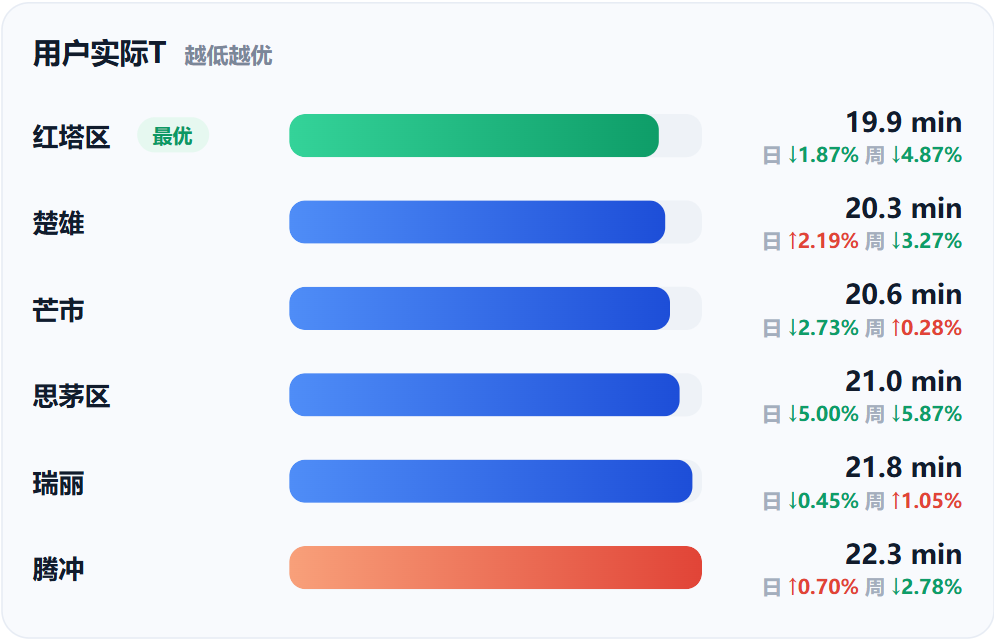 用户实际T 越低越优
红塔区 最优 19.9 min
日 ↓1.87% 周 ↓4.87%
楚雄 20.3 min
日 ↑2.19% 周 ↓3.27%
芒市 20.6 min
日 ↓2.73% 周 ↑0.28%
思茅区 21.0 min
日 ↓5.00% 周 ↓5.87%
瑞丽 21.8 min
日 ↓0.45% 周 ↑1.05%
腾冲 22.3 min
日 ↑0.70% 周 ↓2.78%